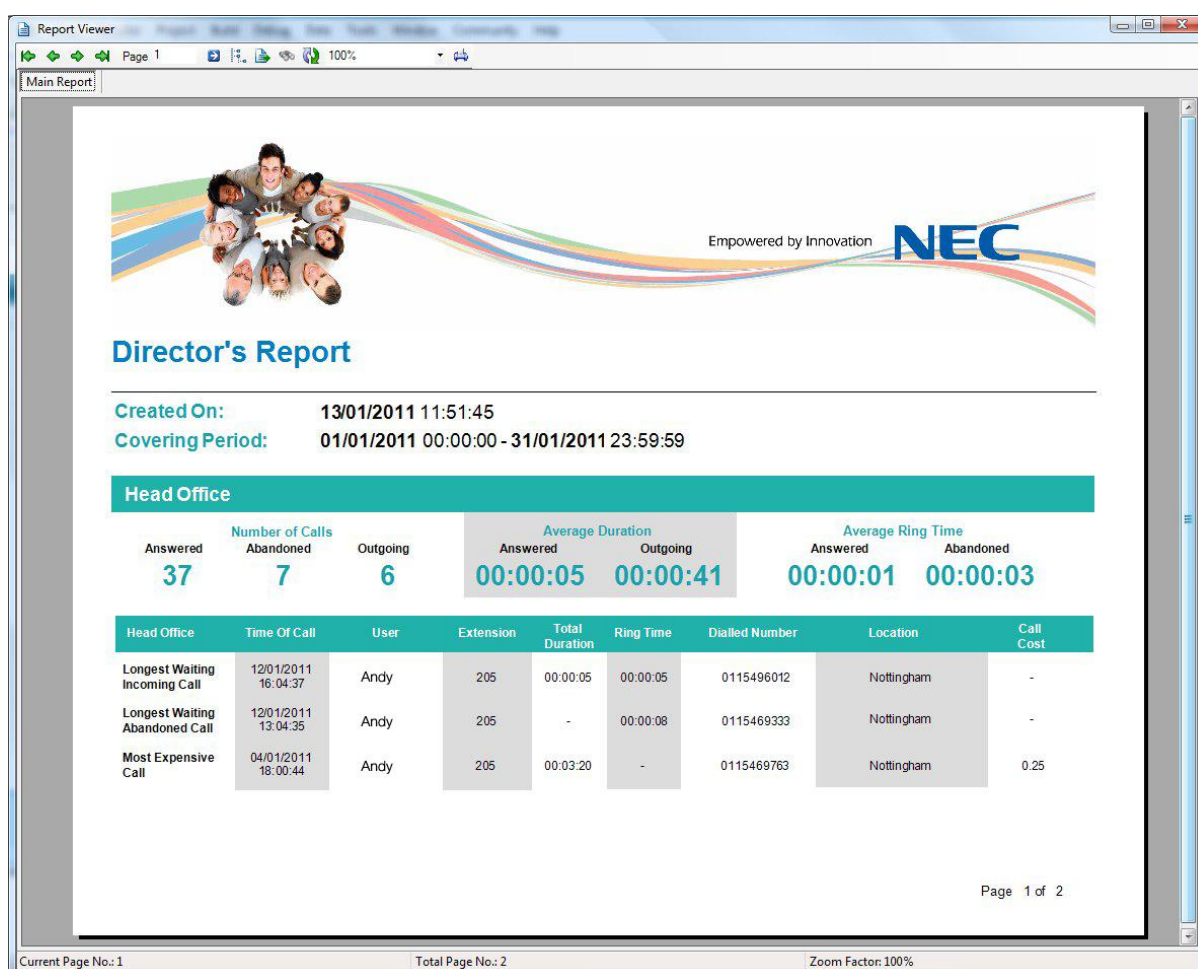 Report Viewer
Page 1 100%
Main Report
Empowered by Innovation NEC
Director's Report
Created On: 13/01/2011 11:51:45
Covering Period: 01/01/2011 00:00:00 - 31/01/2011 23:59:59
Head Office
Number of Calls Average Duration Average Ring Time
Answered Abandoned Outgoing Answered Outgoing Answered Abandoned
37 7 6 00:00:05 00:00:41 00:00:01 00:00:03
Head Office Time Of Call User Extension Total Duration Ring Time Dialled Number Location Call Cost
Longest Waiting Incoming Call 12/01/2011 16:04:37 Andy 205 00:00:05 00:00:05 0115496012 Nottingham -
Longest Waiting Abandoned Call 12/01/2011 13:04:35 Andy 205 - 00:00:08 0115469333 Nottingham -
Most Expensive Call 04/01/2011 18:00:44 Andy 205 00:03:20 - 0115469763 Nottingham 0.25
Page 1 of 2
Current Page No.: 1 Total Page No.: 2 Zoom Factor: 100%